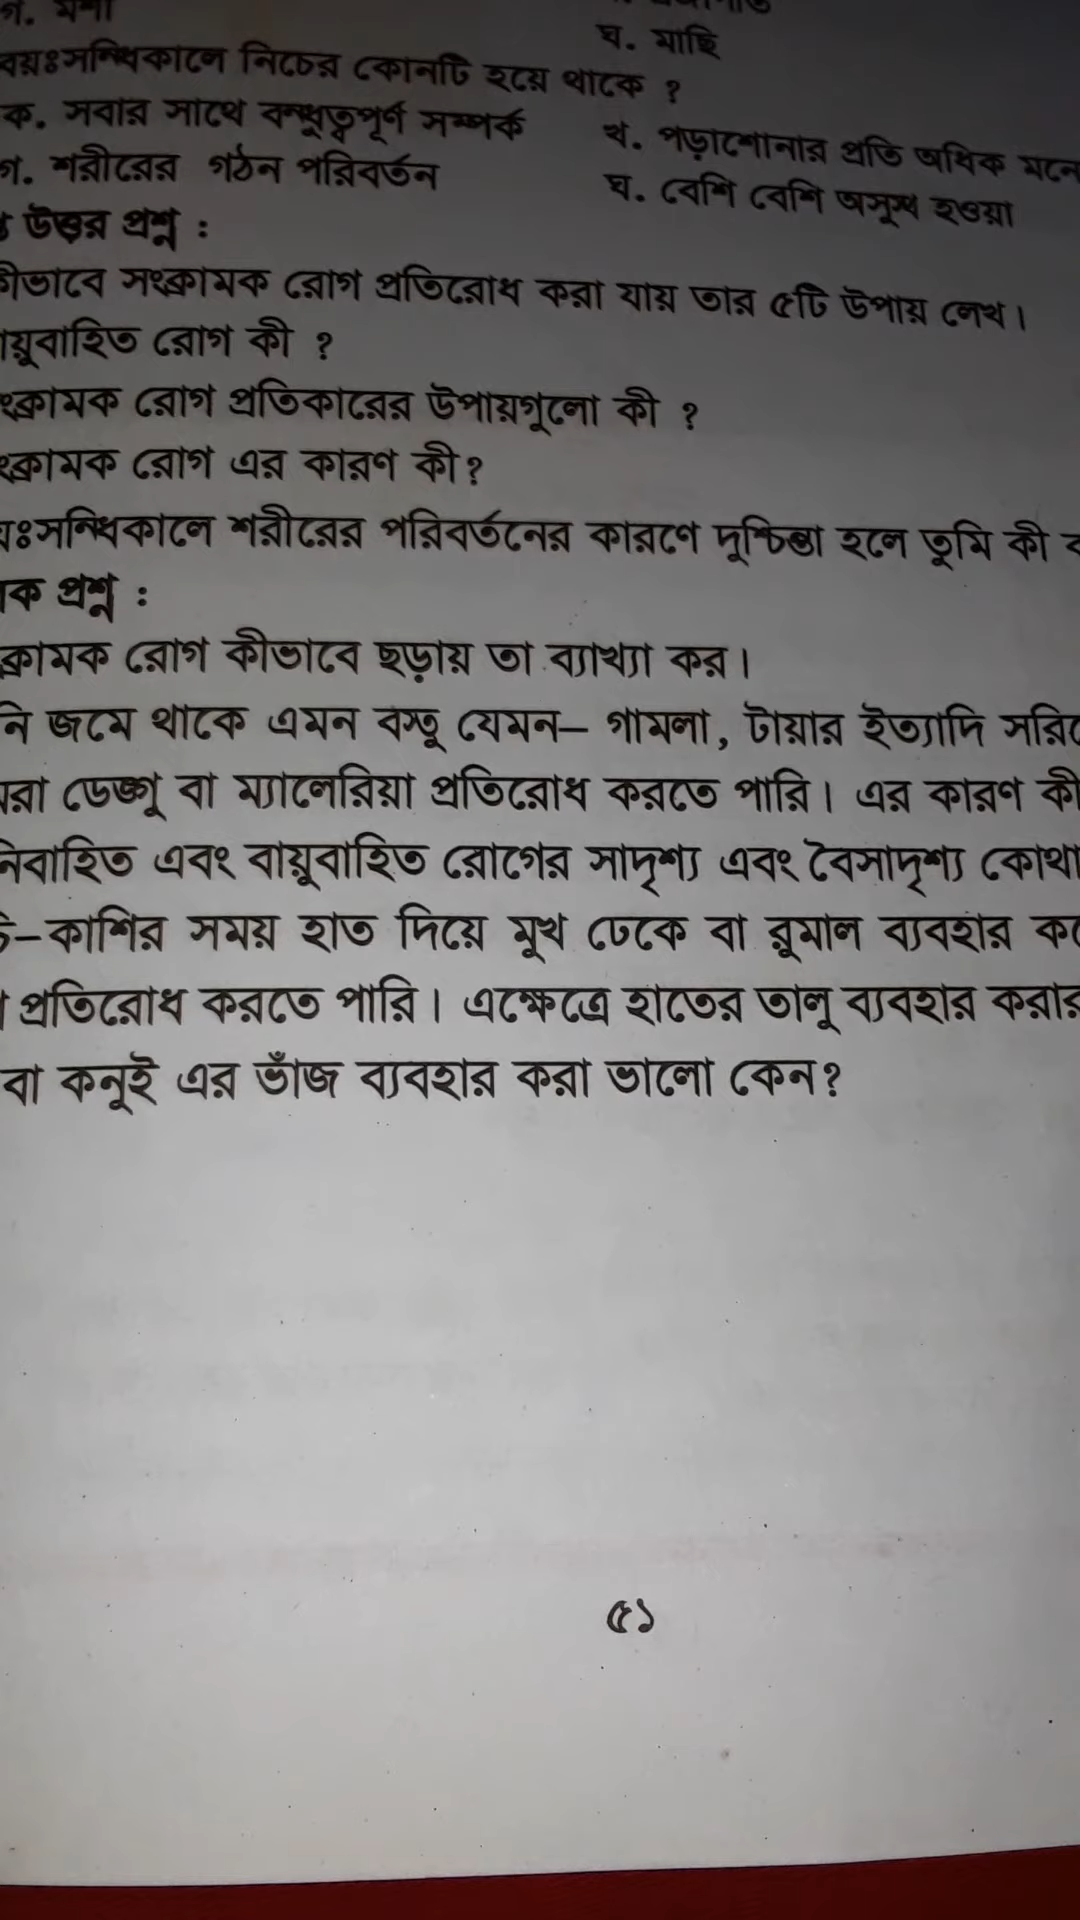 গ. মশা
ঘ. মাছি
বয়ঃসন্ধিকালে নিচের কোনটি হয়ে থাকে ?
ক. সবার সাথে বন্ধুত্বপূর্ণ সম্পর্ক খ. পড়াশোনার প্রতি অধিক মনে
গ. শরীরের গঠন পরিবর্তন ঘ. বেশি বেশি অসুস্থ হওয়া
উত্তর প্রশ্ন :
কীভাবে সংক্রামক রোগ প্রতিরোধ করা যায় তার ৫টি উপায় লেখ।
ায়ুবাহিত রোগ কী ?
ংক্রামক রোগ প্রতিকারের উপায়গুলো কী ?
ংক্রামক রোগ এর কারণ কী?
য়ঃসন্ধিকালে শরীরের পরিবর্তনের কারণে দুশ্চিন্তা হলে তুমি কী
ক প্রশ্ন :
ক্রামক রোগ কীভাবে ছড়ায় তা ব্যাখ্যা কর।
নি জমে থাকে এমন বস্তু যেমন– গামলা, টায়ার ইত্যাদি সরিয়ে
মরা ডেঙ্গু বা ম্যালেরিয়া প্রতিরোধ করতে পারি। এর কারণ কী
নিবাহিত এবং বায়ুবাহিত রোগের সাদৃশ্য এবং বৈসাদৃশ্য কোথা
চি–কাশির সময় হাত দিয়ে মুখ ঢেকে বা রুমাল ব্যবহার কে
প্রতিরোধ করতে পারি। এক্ষেত্রে হাতের তালু ব্যবহার করার
বা কনুই এর ভাঁজ ব্যবহার করা ভালো কেন?
৫১